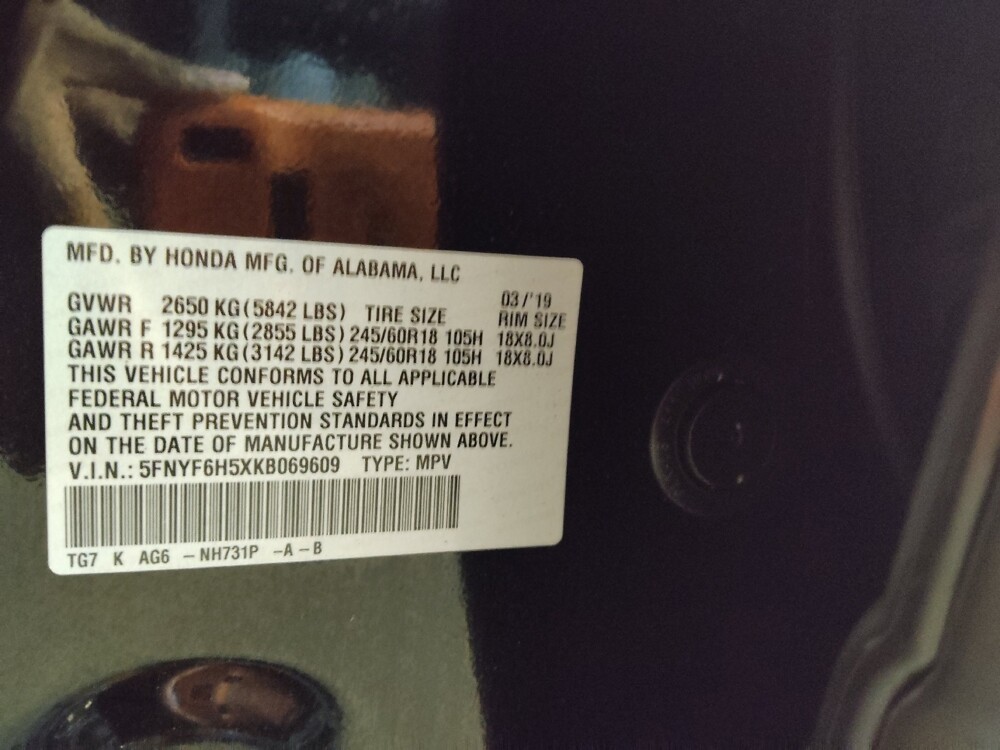 MFD. BY HONDA MFG. OF ALABAMA, LLC
03/'19
GVWR 2650 KG(5842 LBS) TIRE SIZE RIM SIZE
GAWR F 1295 KG(2855 LBS)245/60R18 105H 18X8.0J
GAWR R 1425 KG(3142 LBS)245/60R18 105H 18X8.0J
THIS VEHICLE CONFORMS TO ALL APPLICABLE
FEDERAL MOTOR VEHICLE SAFETY
AND THEFT PREVENTION STANDARDS IN EFFECT
ON THE DATE OF MANUFACTURE SHOWN ABOVE.
V.I.N.: 5FNYF6H5XKB069609 TYPE: MPV
TG7 K AG6 -NH731P -A-B